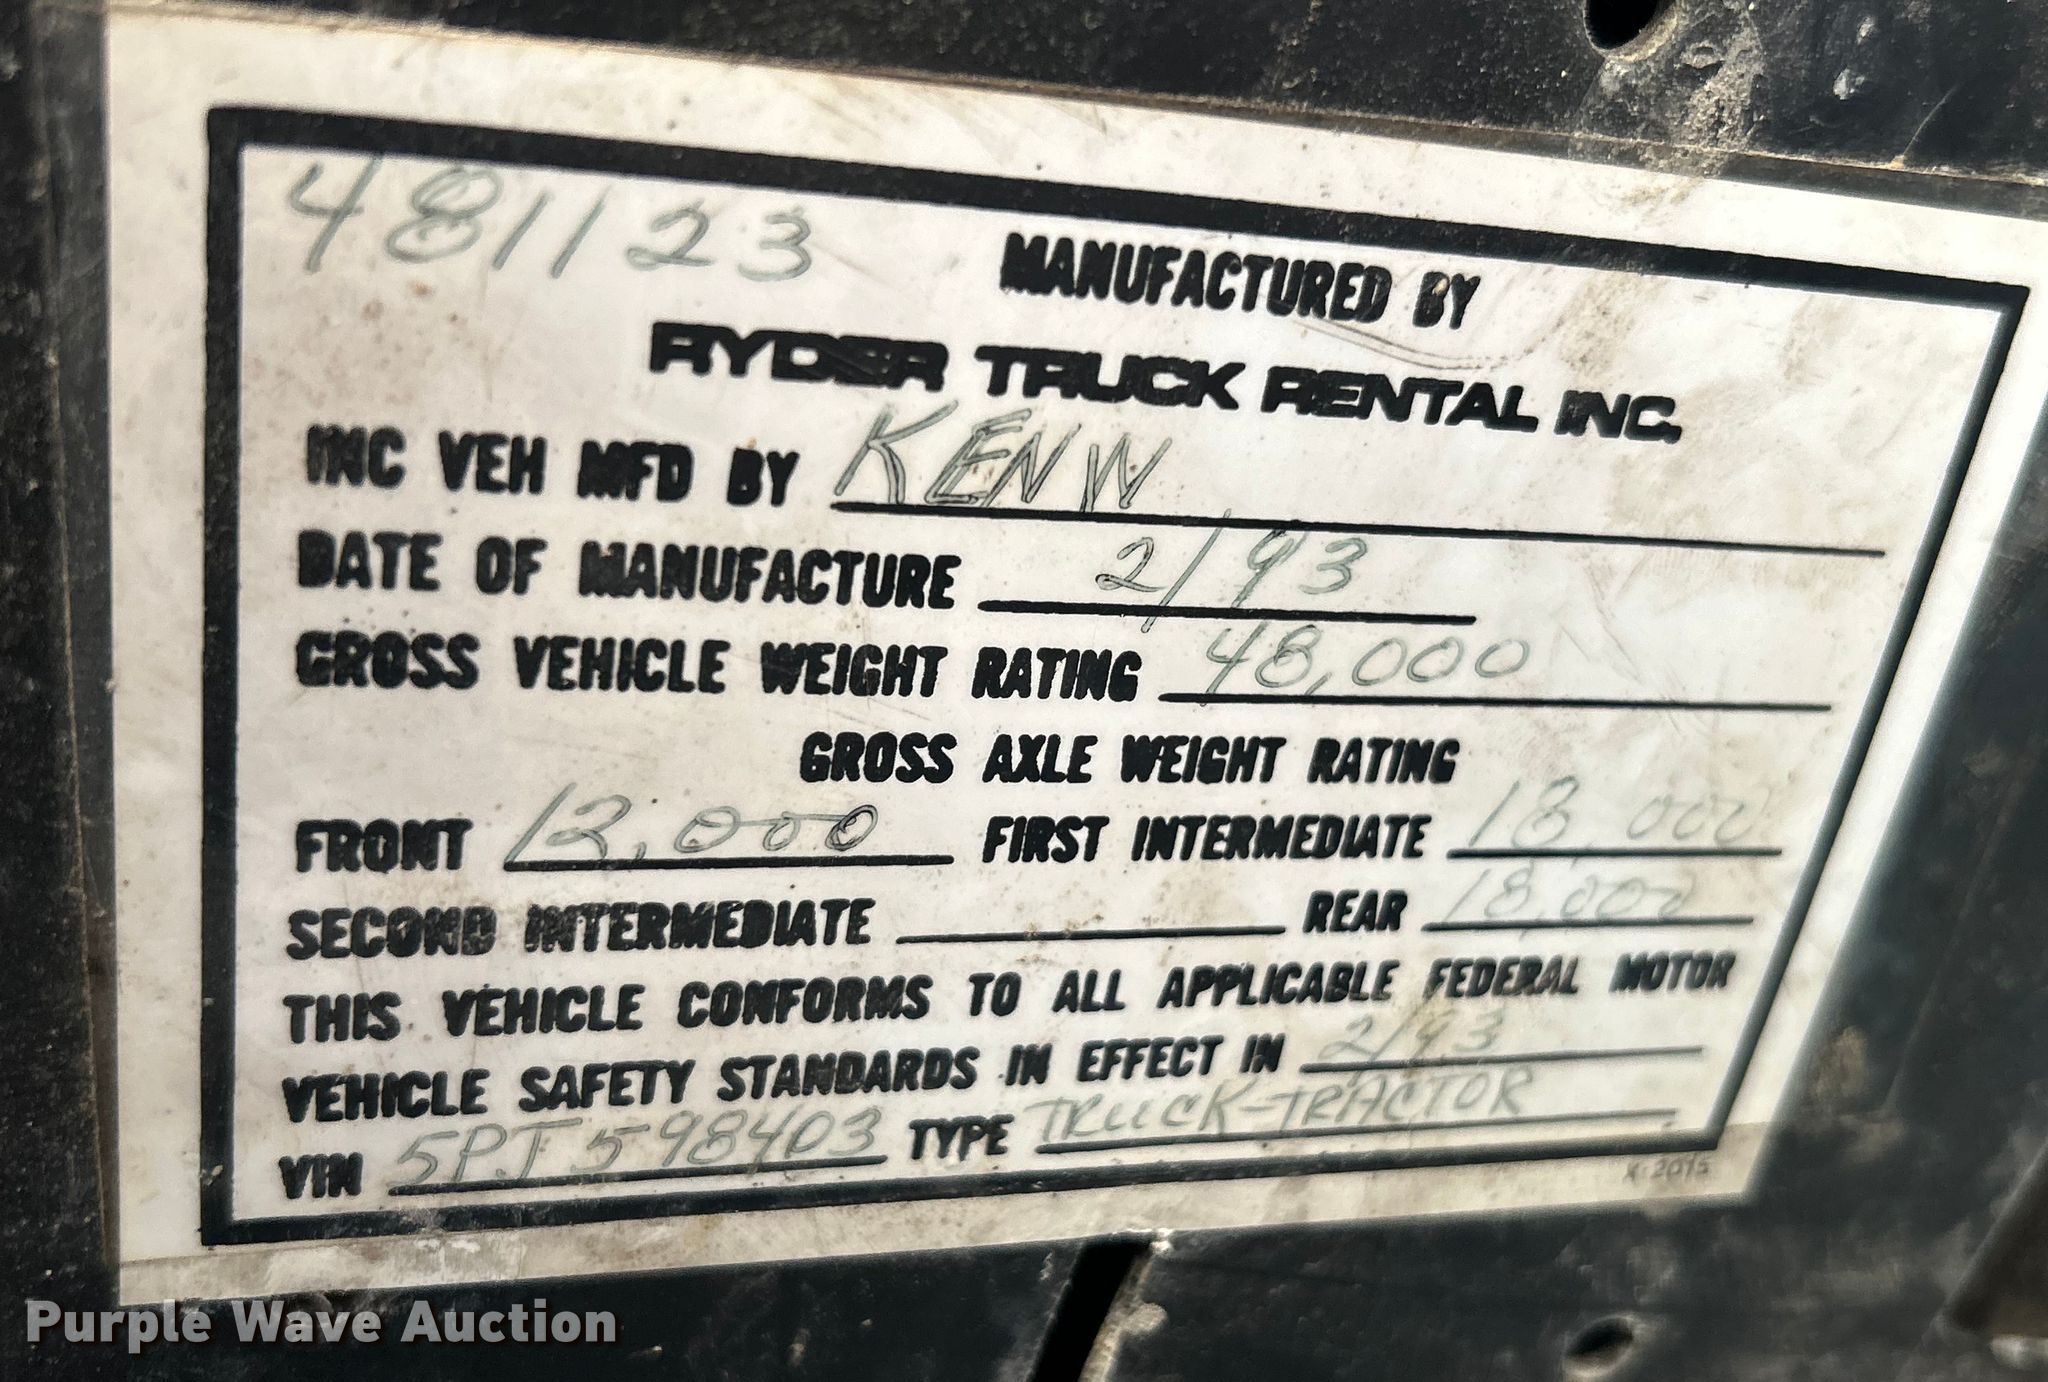 481123
MANUFACTURED BY
RYDER TRUCK RENTAL INC.
INC VEH MFD BY KENW
DATE OF MANUFACTURE 2/93
GROSS VEHICLE WEIGHT RATING 48,000
GROSS AXLE WEIGHT RATING
FRONT 12,000 FIRST INTERMEDIATE 18,000
SECOND INTERMEDIATE REAR 18,000
THIS VEHICLE CONFORMS TO ALL APPLICABLE FEDERAL MOTOR
VEHICLE SAFETY STANDARDS IN EFFECT IN 2/93
VIN 5PJ598403 TYPE TRUCK-TRACTOR
X-2075
Purple Wave Auction